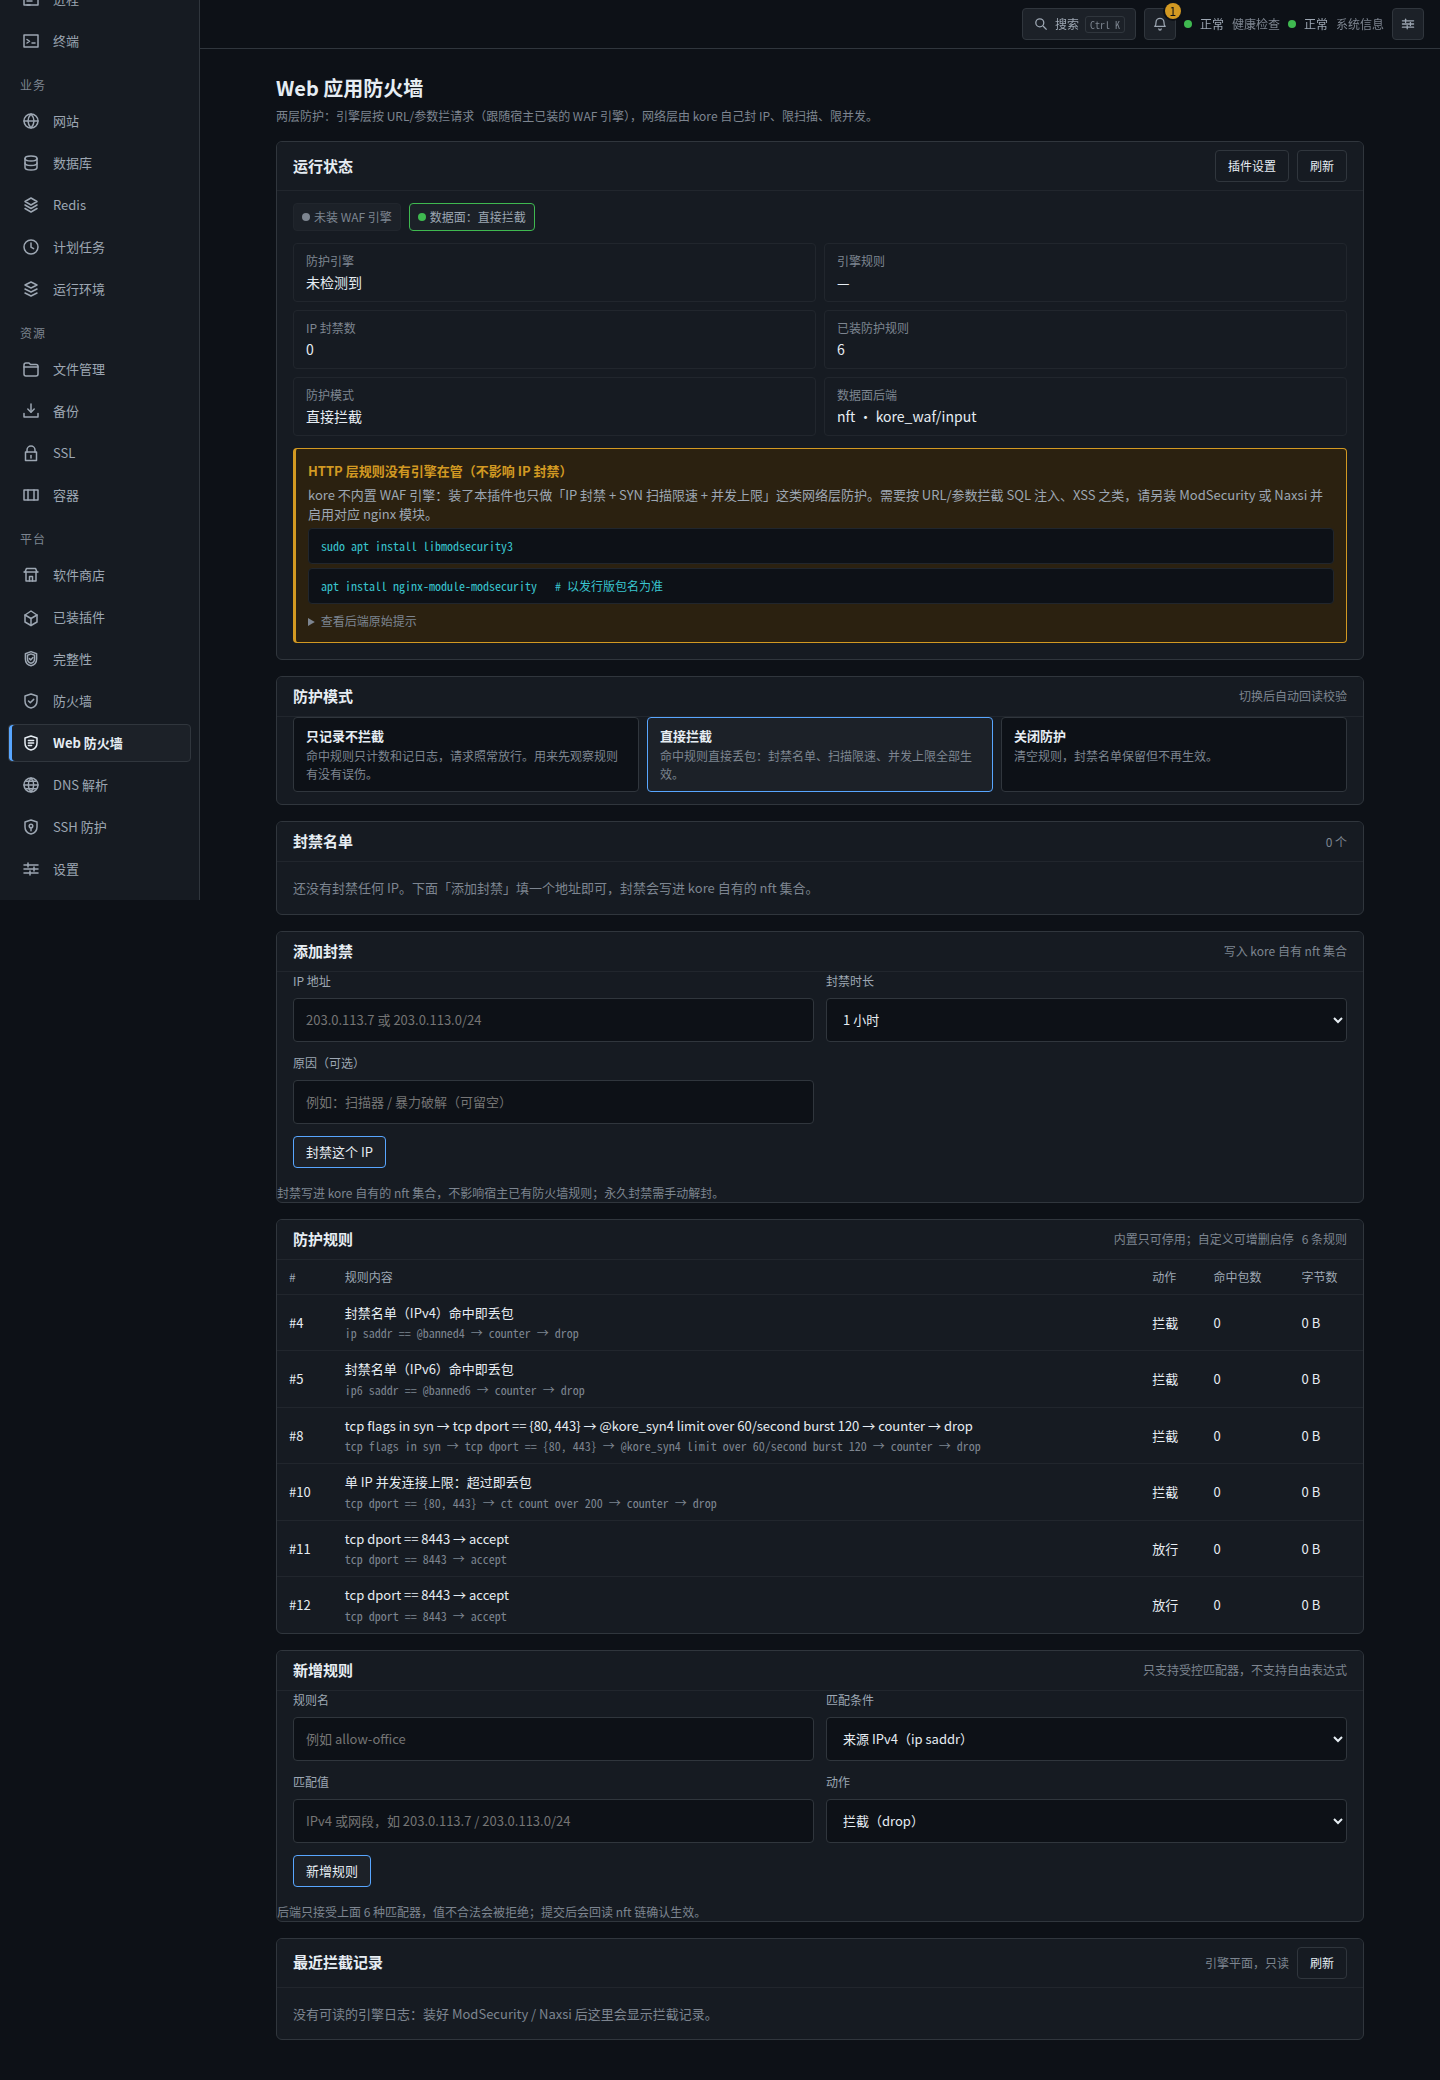 进程
终端
业务
网站
数据库
Redis
计划任务
运行环境
资源
文件管理
备份
SSL
容器
平台
软件商店
已装插件
完整性
防火墙
Web 防火墙
DNS 解析
SSH 防护
设置
搜索 Ctrl K
1
正常 健康检查
正常 系统信息
Web 应用防火墙
两层防护：引擎层按 URL/参数拦请求（跟随宿主已装的 WAF 引擎），网络层由 kore 自己封 IP、限扫描、限并发。
运行状态
插件设置
刷新
未装 WAF 引擎
数据面：直接拦截
防护引擎
未检测到
引擎规则
—
IP 封禁数
0
已装防护规则
6
防护模式
直接拦截
数据面后端
nft · kore_waf/input
HTTP 层规则没有引擎在管（不影响 IP 封禁）
kore 不内置 WAF 引擎：装了本插件也只做「IP 封禁 + SYN 扫描限速 + 并发上限」这类网络层防护。需要按 URL/参数拦截 SQL 注入、XSS 之类，请另装 ModSecurity 或 Naxsi 并
启用对应 nginx 模块。
sudo apt install libmodsecurity3
apt install nginx-module-modsecurity   # 以发行版包名为准
▶ 查看后端原始提示
防护模式
切换后自动回读校验
只记录不拦截
命中规则只计数和记日志，请求照常放行。用来先观察规则
有没有误伤。
直接拦截
命中规则直接丢包：封禁名单、扫描限速、并发上限全部生
效。
关闭防护
清空规则，封禁名单保留但不再生效。
封禁名单
0 个
还没有封禁任何 IP。下面「添加封禁」填一个地址即可，封禁会写进 kore 自有的 nft 集合。
添加封禁
写入 kore 自有 nft 集合
IP 地址
203.0.113.7 或 203.0.113.0/24
封禁时长
1 小时
原因（可选）
例如：扫描器 / 暴力破解（可留空）
封禁这个 IP
封禁写进 kore 自有的 nft 集合，不影响宿主已有防火墙规则；永久封禁需手动解封。
防护规则
内置只可停用；自定义可增删启停 6 条规则
# 规则内容 动作 命中包数 字节数
#4 封禁名单（IPv4）命中即丢包 拦截 0 0 B
ip saddr == @banned4 → counter → drop
#5 封禁名单（IPv6）命中即丢包 拦截 0 0 B
ip6 saddr == @banned6 → counter → drop
#8 tcp flags in syn → tcp dport == {80, 443} → @kore_syn4 limit over 60/second burst 120 → counter → drop 拦截 0 0 B
tcp flags in syn → tcp dport == {80, 443} → @kore_syn4 limit over 60/second burst 120 → counter → drop
#10 单 IP 并发连接上限：超过即丢包 拦截 0 0 B
tcp dport == {80, 443} → ct count over 200 → counter → drop
#11 tcp dport == 8443 → accept 放行 0 0 B
tcp dport == 8443 → accept
#12 tcp dport == 8443 → accept 放行 0 0 B
tcp dport == 8443 → accept
新增规则
只支持受控匹配器，不支持自由表达式
规则名
例如 allow-office
匹配条件
来源 IPv4（ip saddr）
匹配值
IPv4 或网段，如 203.0.113.7 / 203.0.113.0/24
动作
拦截（drop）
新增规则
后端只接受上面 6 种匹配器，值不合法会被拒绝；提交后会回读 nft 链确认生效。
最近拦截记录
引擎平面，只读
刷新
没有可读的引擎日志：装好 ModSecurity / Naxsi 后这里会显示拦截记录。